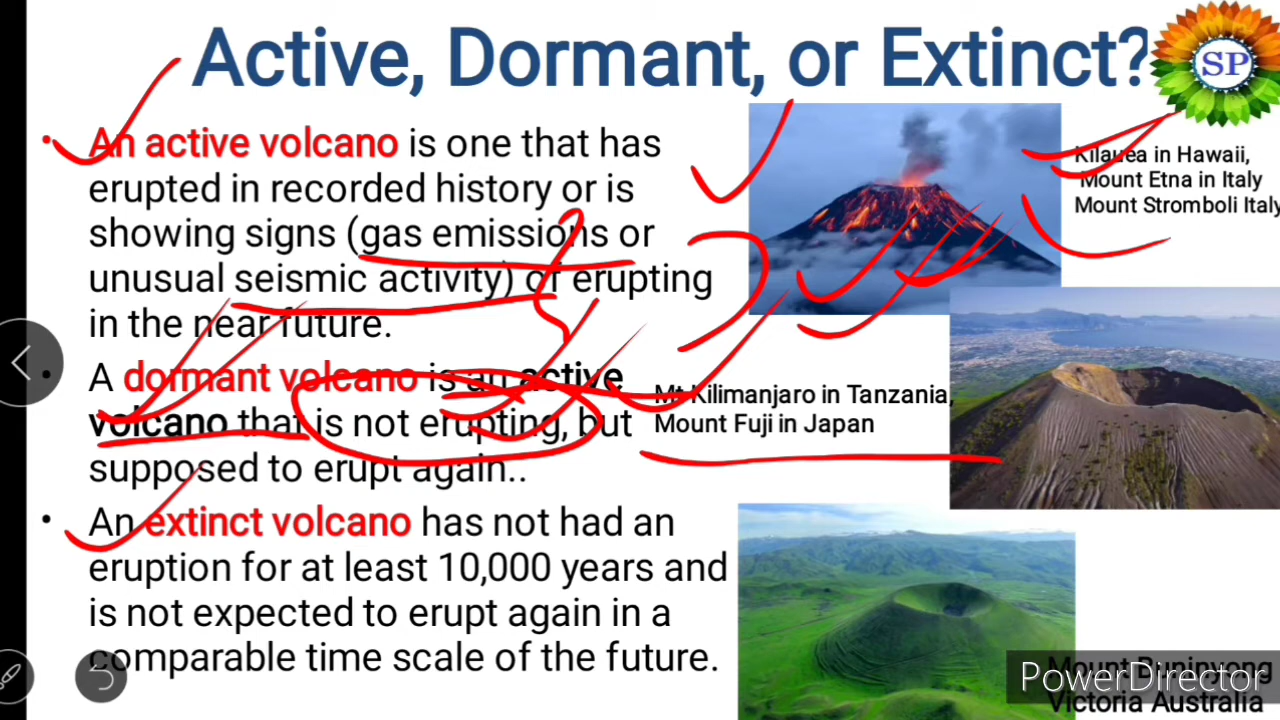 Active, Dormant, or Extinct?
SP
• An active volcano is one that has
erupted in recorded history or is
showing signs (gas emissions or
unusual seismic activity) of erupting
in the near future.
Kilauea in Hawaii,
Mount Etna in Italy
Mount Stromboli Italy
• A dormant volcano is an active
volcano that is not erupting, but
supposed to erupt again..
Mt Kilimanjaro in Tanzania,
Mount Fuji in Japan
• An extinct volcano has not had an
eruption for at least 10,000 years and
is not expected to erupt again in a
comparable time scale of the future.
Mount Buninyong
Victoria Australia
PowerDirector